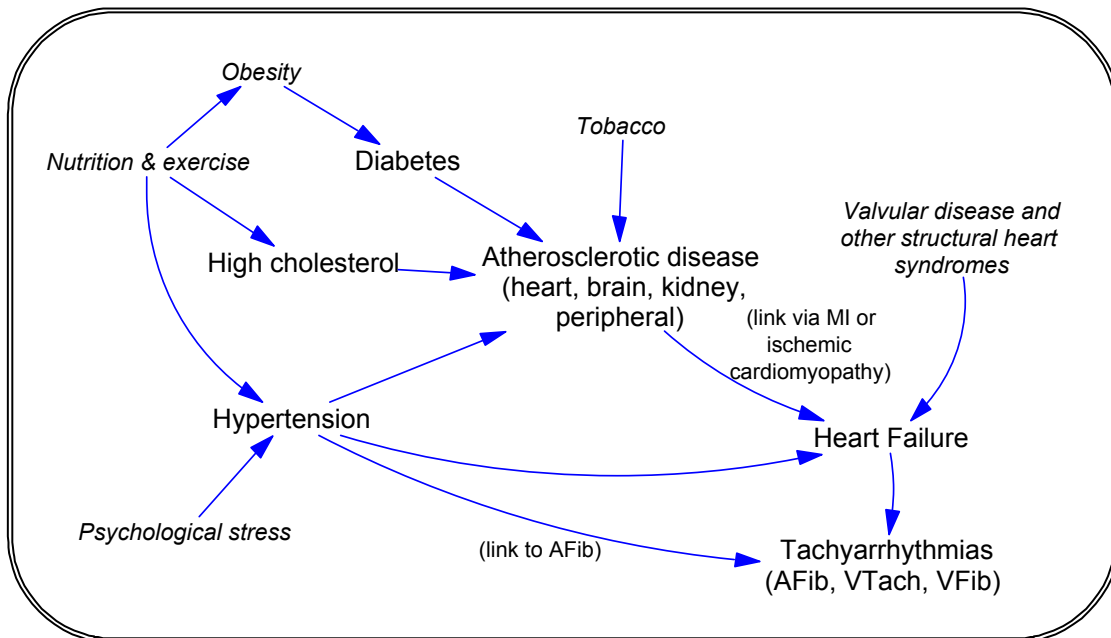 Obesity
Tobacco
Nutrition & exercise
Diabetes
Valvular disease and
other structural heart
syndromes
High cholesterol
Atherosclerotic disease
(heart, brain, kidney,
peripheral)
(link via MI or
ischemic
cardiomyopathy)
Hypertension
Heart Failure
Psychological stress
(link to AFib)
Tachyarrhythmias
(AFib, VTach, VFib)